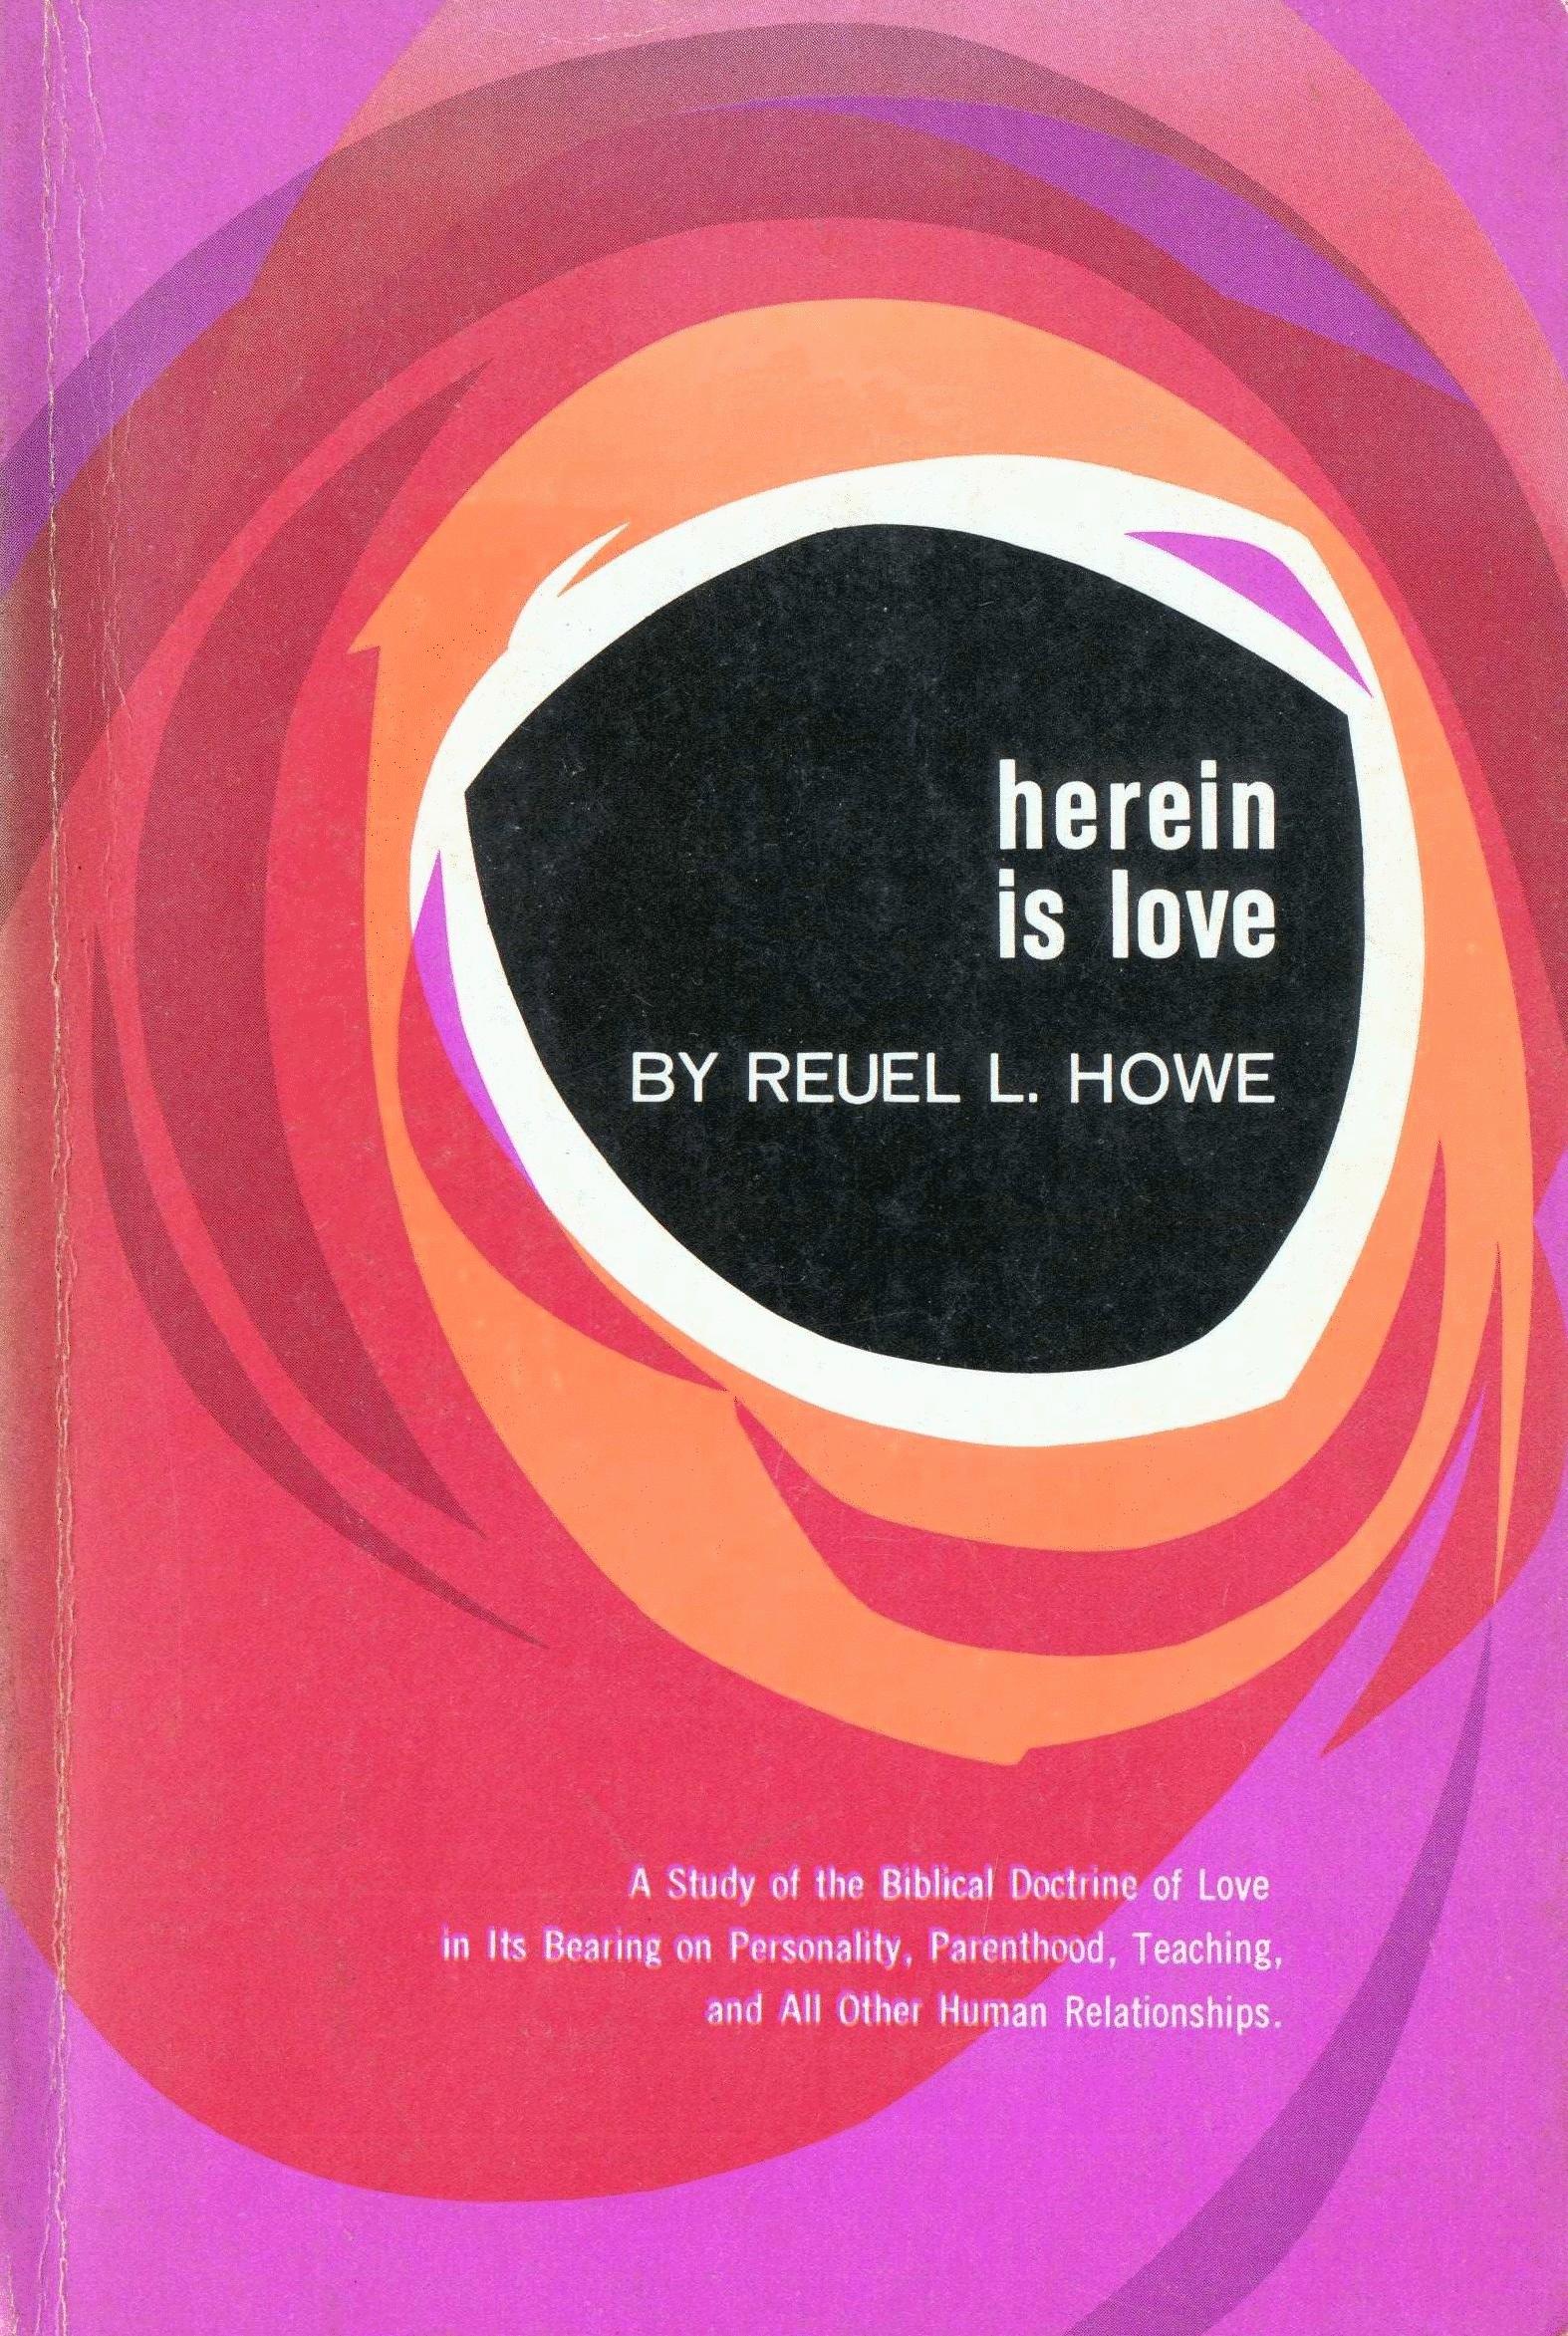 herein
is love
BY REUEL L. HOWE
A Study of the Biblical Doctrine of Love
in Its Bearing on Personality, Parenthood, Teaching,
and All Other Human Relationships.